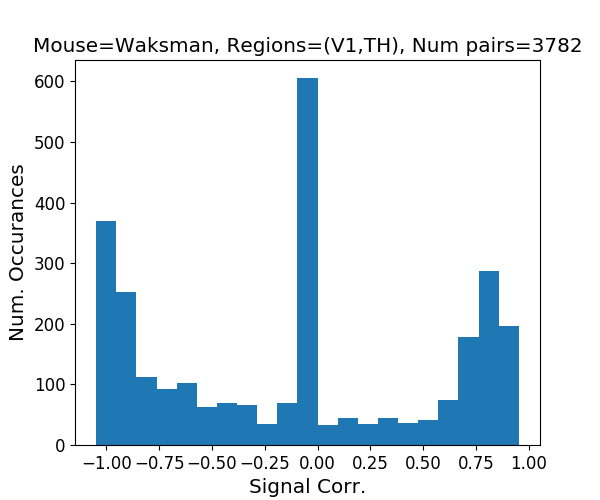 Mouse=Waksman, Regions=(V1,TH), Num pairs=3782
600
500
400
300
200
100
0
Num. Occurances
−1.00 −0.75 −0.50 −0.25 0.00 0.25 0.50 0.75 1.00
Signal Corr.